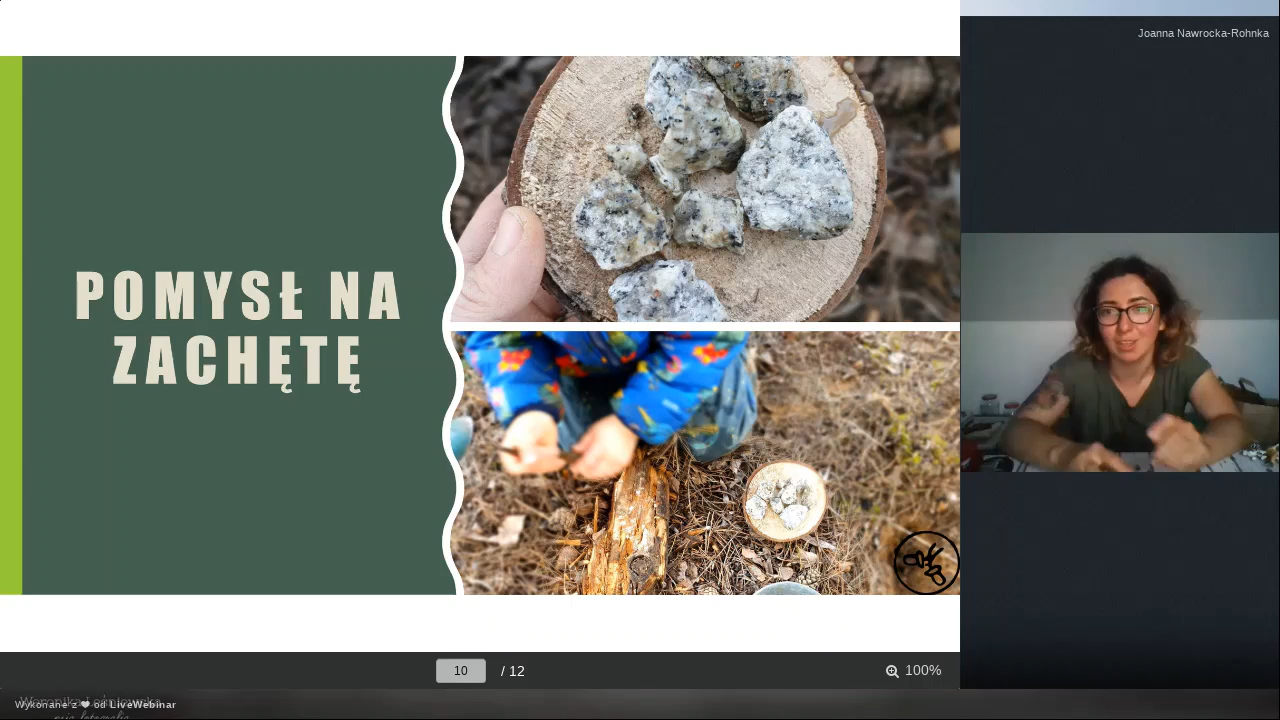 Joanna Nawrocka-Rohnka
POMYSŁ NA
ZACHĘTĘ
10 / 12
100%
Wykonane z ❤ od LiveWebinar